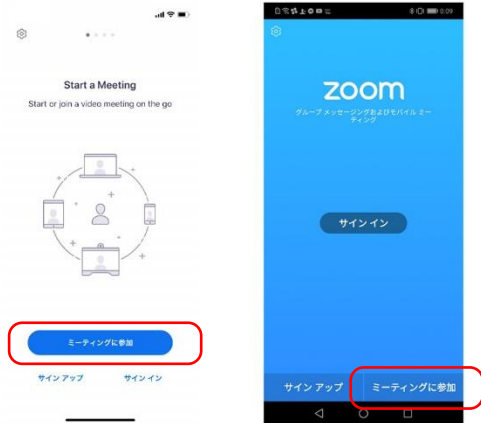 Start a Meeting
Start or join a video meeting on the go
ミーティングに参加
サイン アップ
サイン イン
0:09
zoom
グループ メッセージングおよびモバイル ミー
ティング
サイン イン
サイン アップ
ミーティングに参加